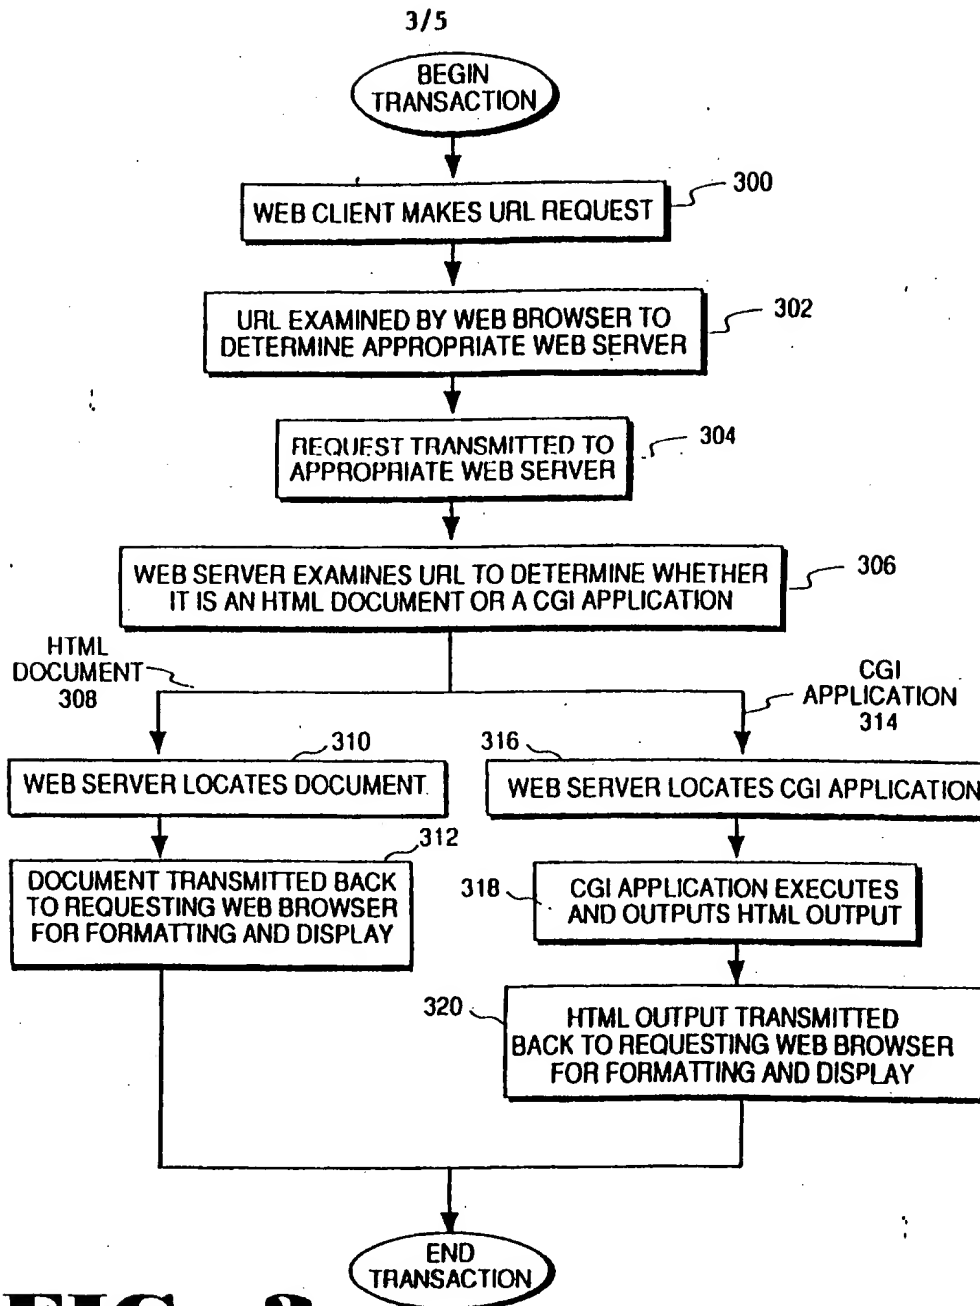 3/5
BEGIN
TRANSACTION
300
WEB CLIENT MAKES URL REQUEST
302
URL EXAMINED BY WEB BROWSER TO
DETERMINE APPROPRIATE WEB SERVER
304
REQUEST TRANSMITTED TO
APPROPRIATE WEB SERVER
306
WEB SERVER EXAMINES URL TO DETERMINE WHETHER
IT IS AN HTML DOCUMENT OR A CGI APPLICATION
HTML
DOCUMENT
308
CGI
APPLICATION
314
310
WEB SERVER LOCATES DOCUMENT
316
WEB SERVER LOCATES CGI APPLICATION
312
DOCUMENT TRANSMITTED BACK
TO REQUESTING WEB BROWSER
FOR FORMATTING AND DISPLAY
318
CGI APPLICATION EXECUTES
AND OUTPUTS HTML OUTPUT
320
HTML OUTPUT TRANSMITTED
BACK TO REQUESTING WEB BROWSER
FOR FORMATTING AND DISPLAY
END
TRANSACTION
FIG. 3